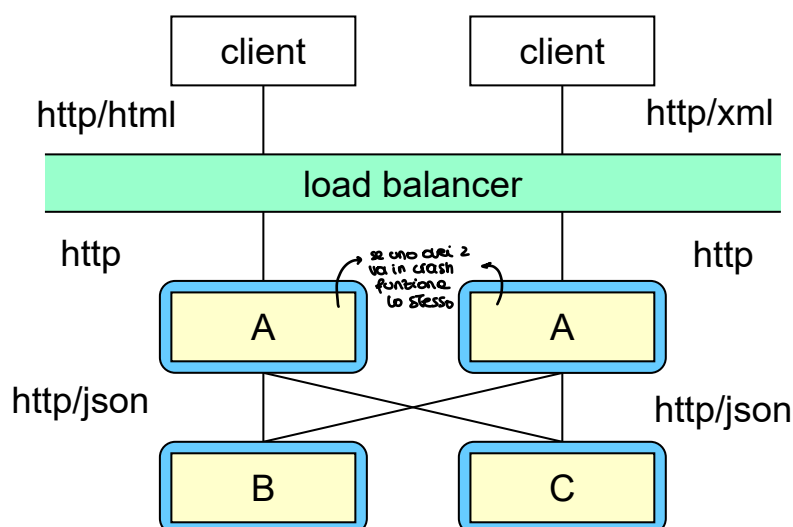 client
client
http/html
http/xml
load balancer
http
http
se uno dei 2
va in crash
funziona
lo stesso
A
A
http/json
http/json
B
C